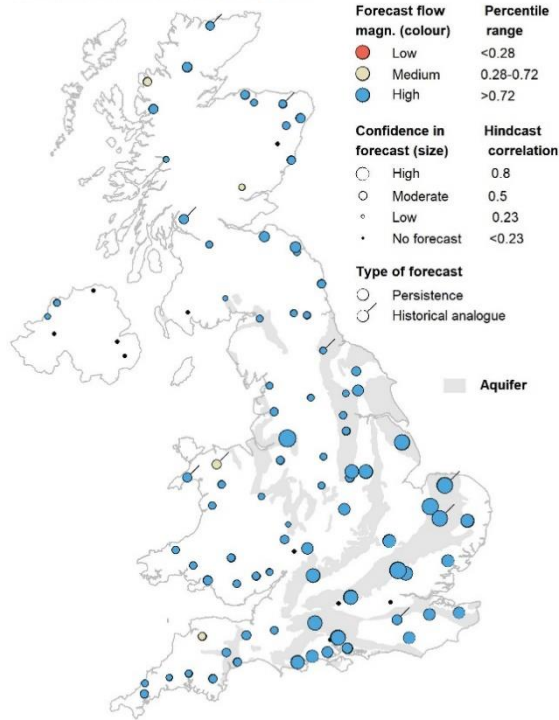 Forecast flow magn. (colour) Percentile range
Low <0.28
Medium 0.28-0.72
High >0.72
Confidence in forecast (size) Hindcast correlation
High 0.8
Moderate 0.5
Low 0.23
No forecast <0.23
Type of forecast
Persistence
Historical analogue
Aquifer